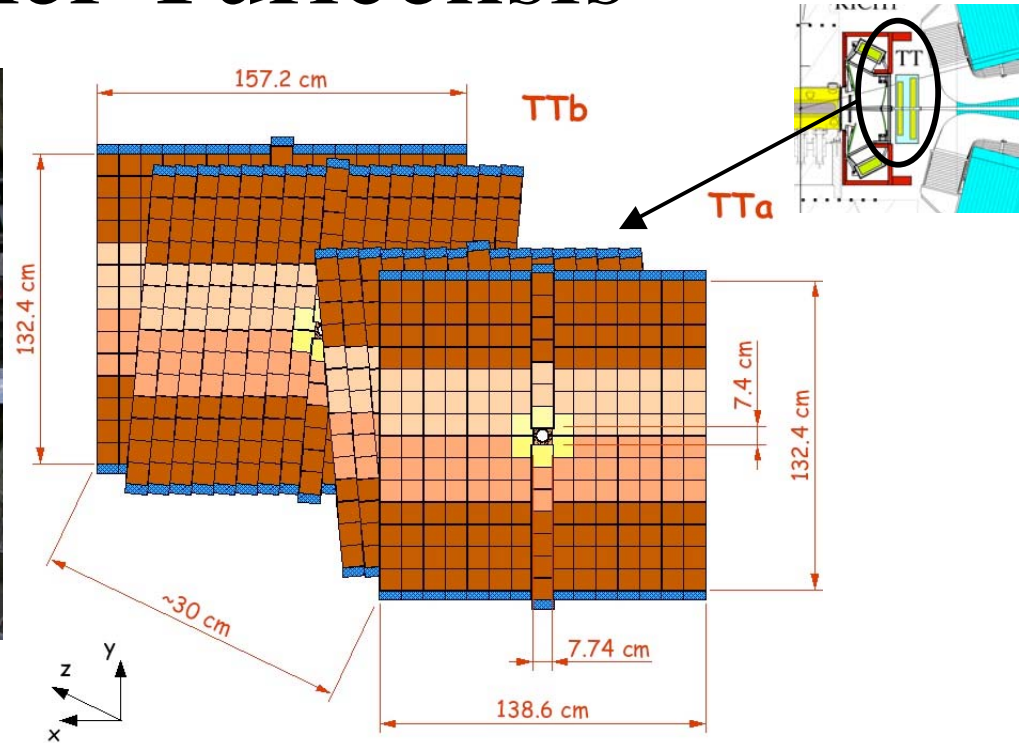 157.2 cm
TTb
TT
TTa
132.4 cm
7.4 cm
132.4 cm
~30 cm
7.74 cm
138.6 cm
y
z
x